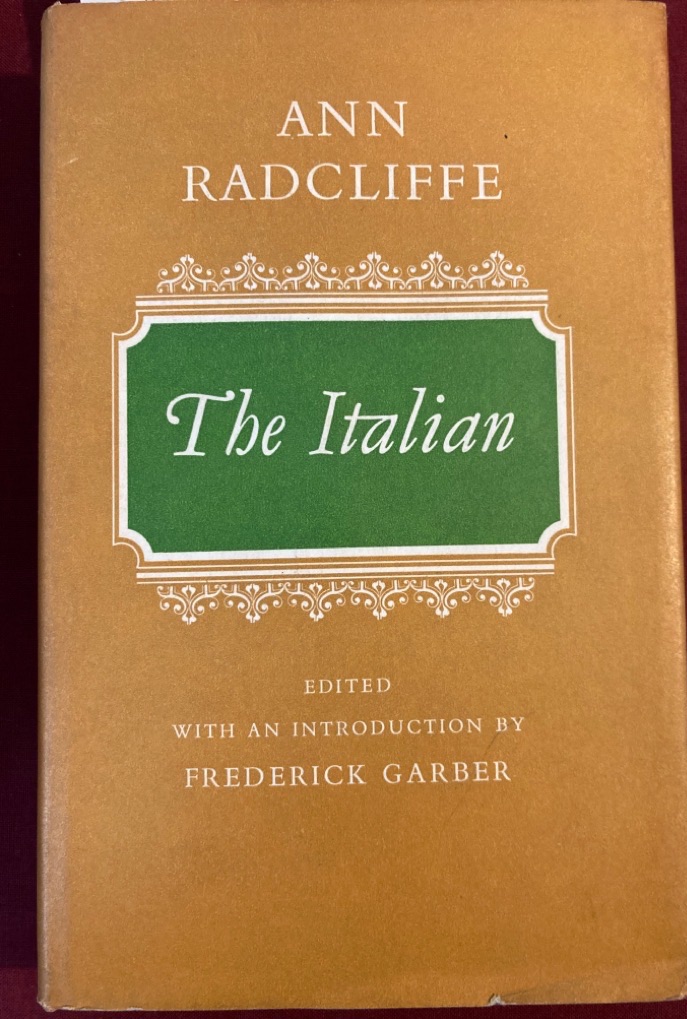 ANN
RADCLIFFE
The Italian
EDITED
WITH AN INTRODUCTION BY
FREDERICK GARBER